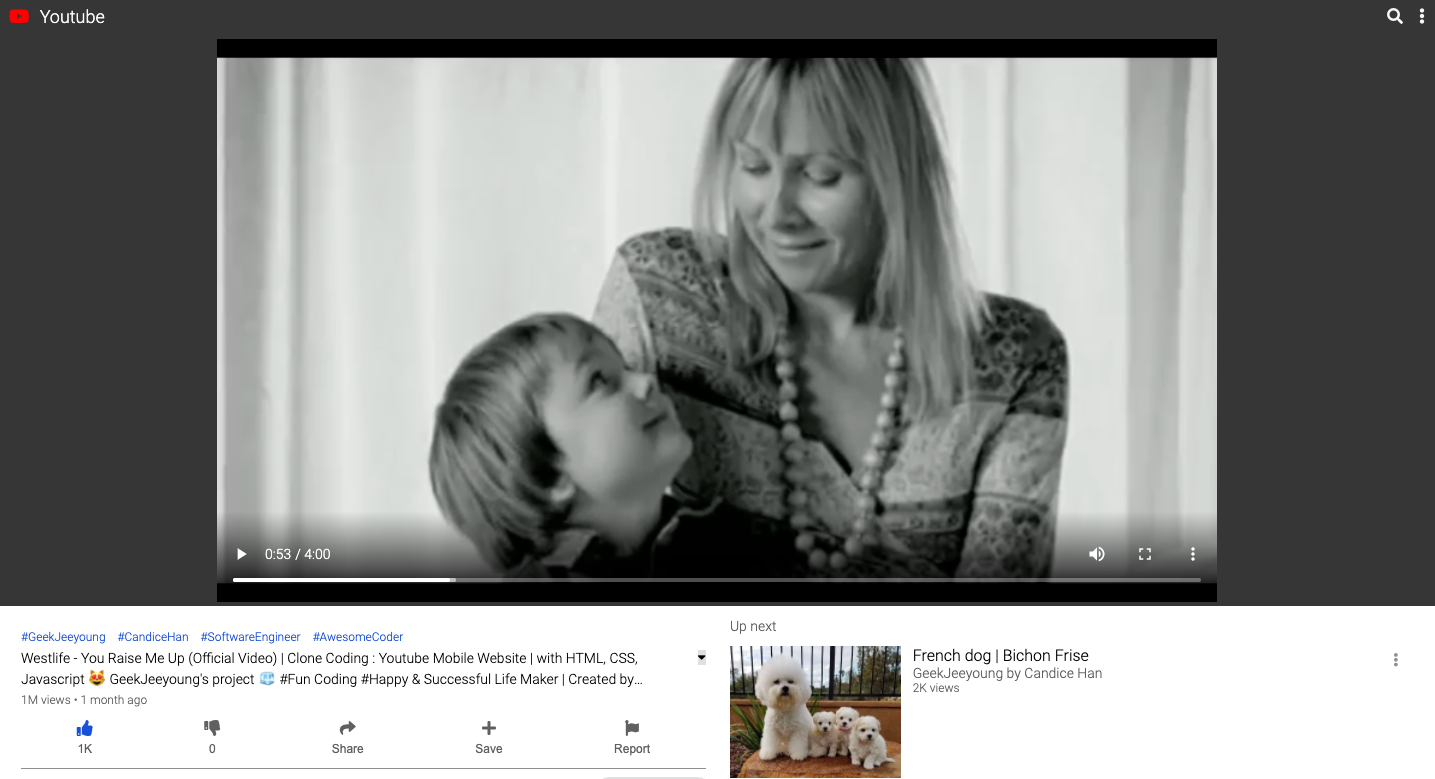 Youtube
0:53 / 4:00
#GeekJeeyoung #CandiceHan #SoftwareEngineer #AwesomeCoder
Westlife - You Raise Me Up (Official Video) | Clone Coding : Youtube Mobile Website | with HTML, CSS,
Javascript 😻 GeekJeeyoung's project 🧊 #Fun Coding #Happy & Successful Life Maker | Created by...
1M views • 1 month ago
1K
0
Share
Save
Report
Up next
French dog | Bichon Frise
GeekJeeyoung by Candice Han
2K views